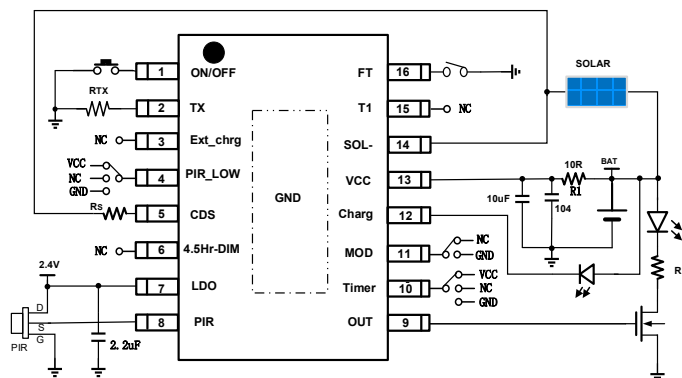 SOLAR
1 ON/OFF
FT 16
RTX
2 TX
T1 15 NC
NC 3 Ext_chrg
SOL- 14
VCC
NC
GND
4 PIR_LOW
GND
VCC 13
10R
R1
BAT
10uF
104
Rs
5 CDS
Charg 12
NC 6 4.5Hr-DIM
MOD 11
NC
GND
R
2.4V
7 LDO
Timer 10
VCC
NC
GND
D
S
G
PIR
8 PIR
OUT 9
2.2uF